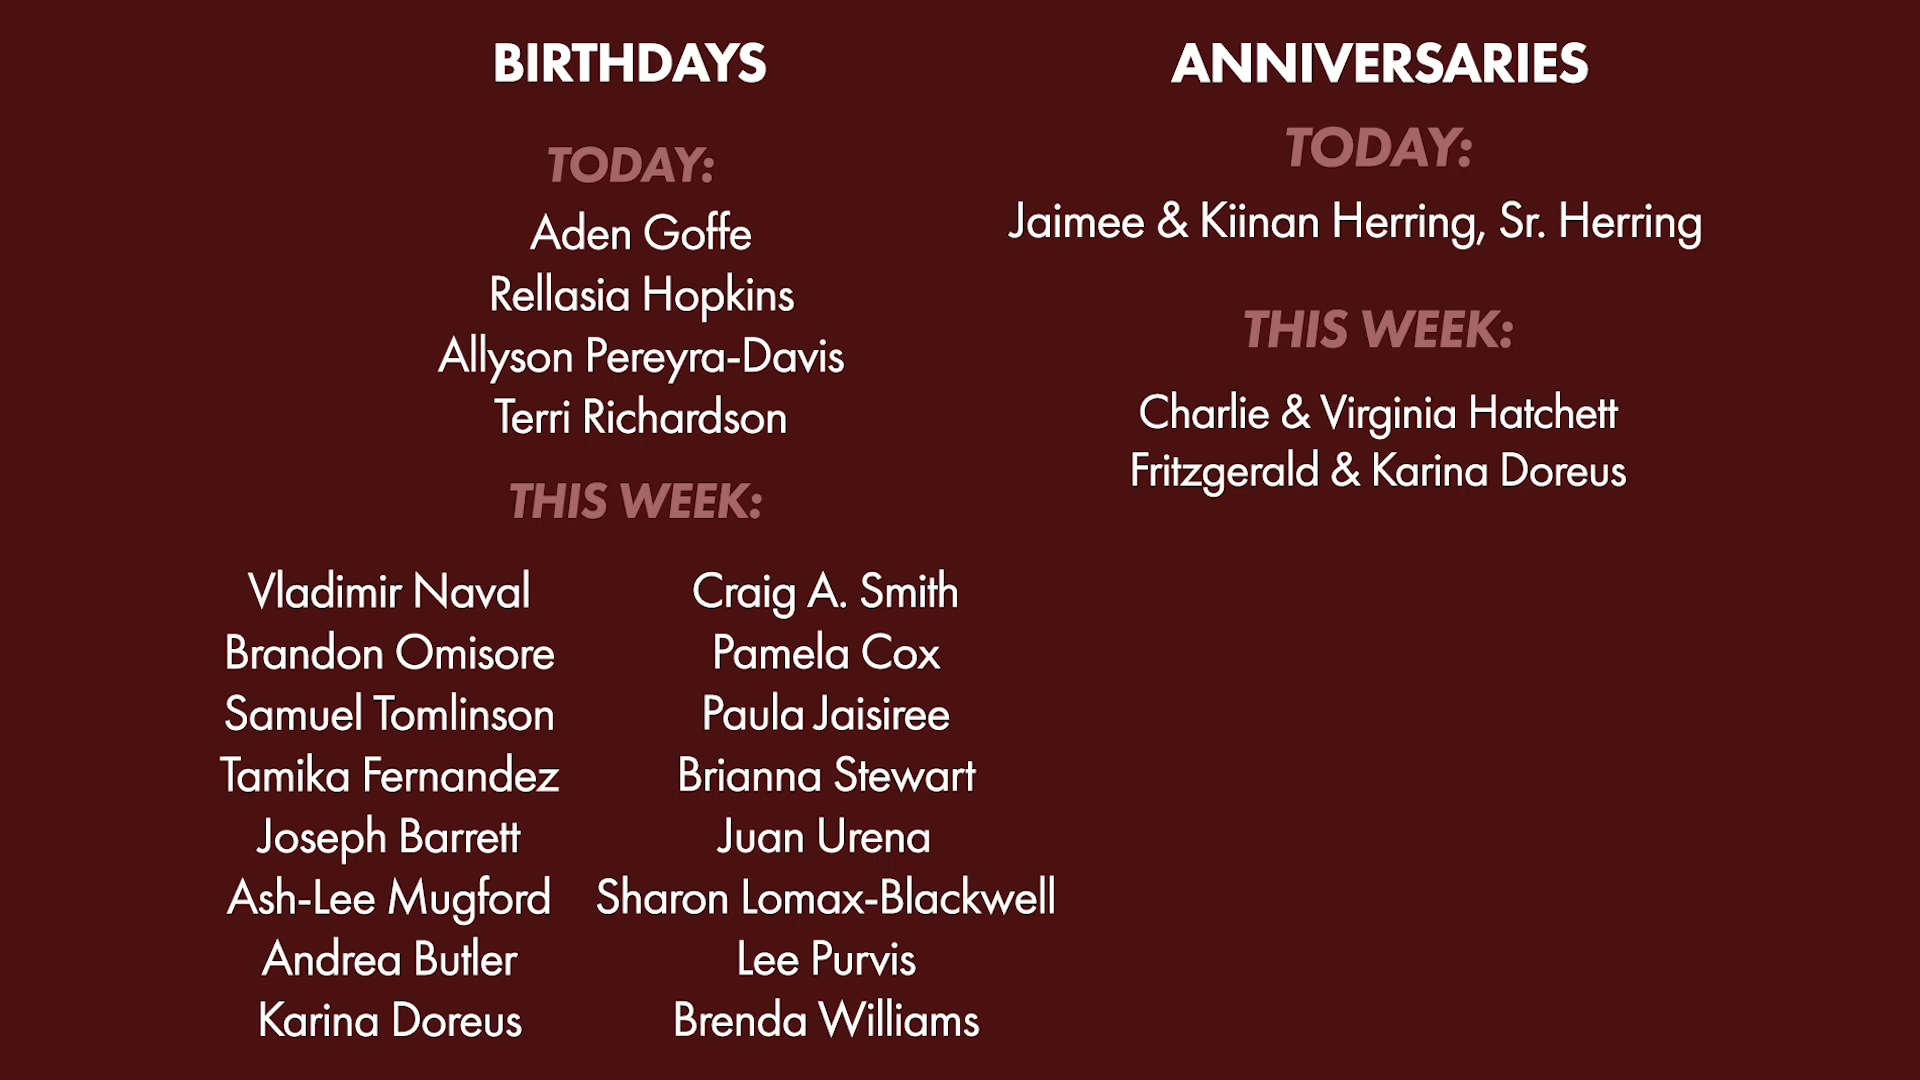 BIRTHDAYS
TODAY:
Aden Goffe
Rellasia Hopkins
Allyson Pereyra-Davis
Terri Richardson
THIS WEEK:
Vladimir Naval
Brandon Omisore
Samuel Tomlinson
Tamika Fernandez
Joseph Barrett
Ash-Lee Mugford
Andrea Butler
Karina Doreus
Craig A. Smith
Pamela Cox
Paula Jaisiree
Brianna Stewart
Juan Urena
Sharon Lomax-Blackwell
Lee Purvis
Brenda Williams
ANNIVERSARIES
TODAY:
Jaimee & Kiinan Herring, Sr. Herring
THIS WEEK:
Charlie & Virginia Hatchett
Fritzgerald & Karina Doreus